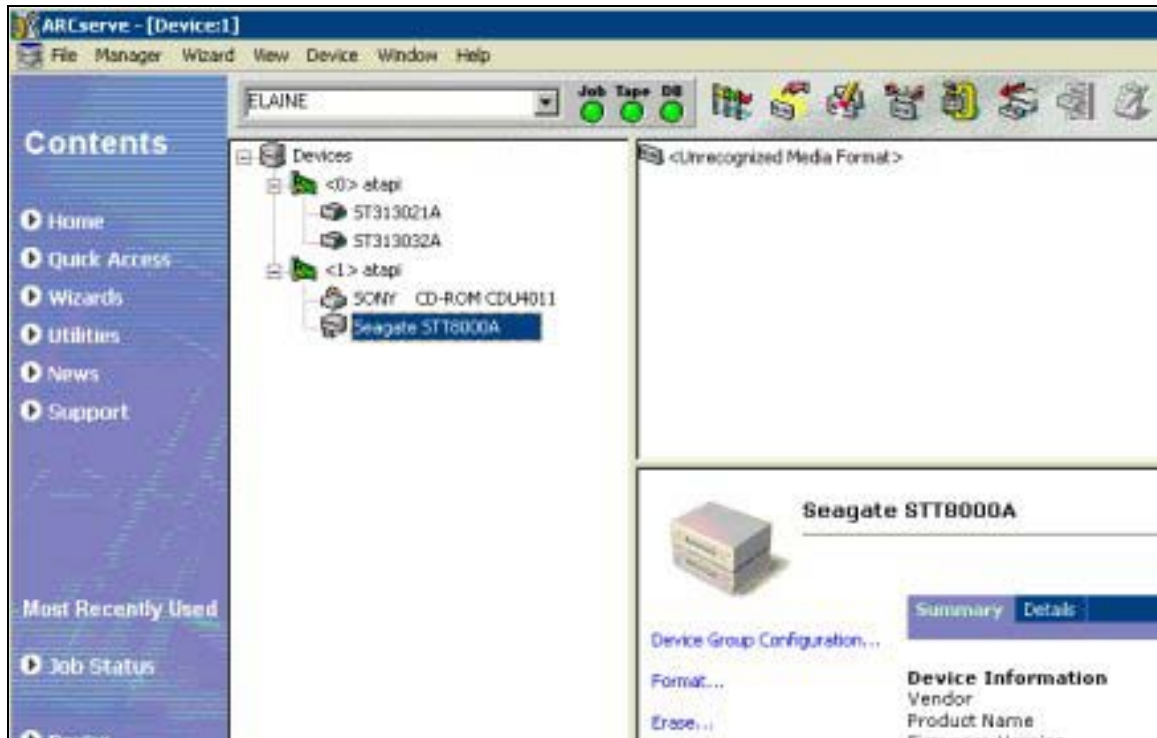 ARCserve - [Device:1]
File Manager Wizard View Device Window Help
ELAINE
Job Tape DB
Contents
Home
Quick Access
Wizards
Utilities
News
Support
Most Recently Used
Job Status
Devices
<0> atapi
ST313021A
ST313032A
<1> atapi
SONY CD-ROM CDU4011
Seagate STT8000A
<Unrecognized Media Format>
Seagate STT8000A
Summary Details
Device Group Configuration...
Format...
Erase...
Device Information
Vendor
Product Name